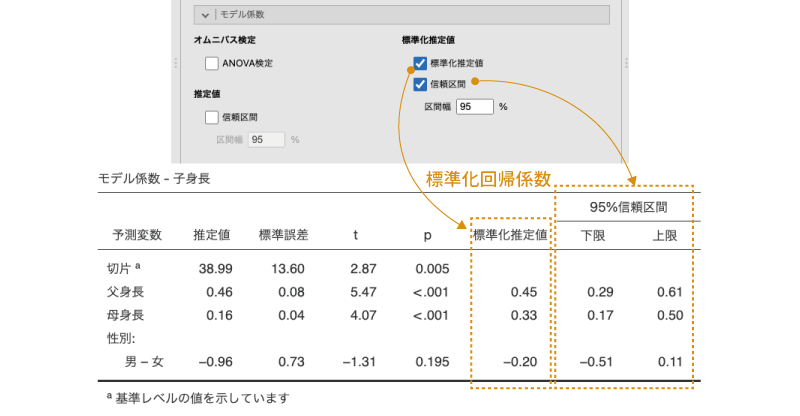 モデル係数
オムニバス検定 標準化推定値
ANOVA検定 標準化推定値
信頼区間
推定値
区間幅 95 %
信頼区間
区間幅 95 %
モデル係数 – 子身長
標準化回帰係数
95%信頼区間
予測変数 推定値 標準誤差 t p 標準化推定値 下限 上限
切片 a 38.99 13.60 2.87 0.005
父身長 0.46 0.08 5.47 <.001 0.45 0.29 0.61
母身長 0.16 0.04 4.07 <.001 0.33 0.17 0.50
性別:
男 – 女 −0.96 0.73 −1.31 0.195 −0.20 −0.51 0.11
a 基準レベルの値を示しています